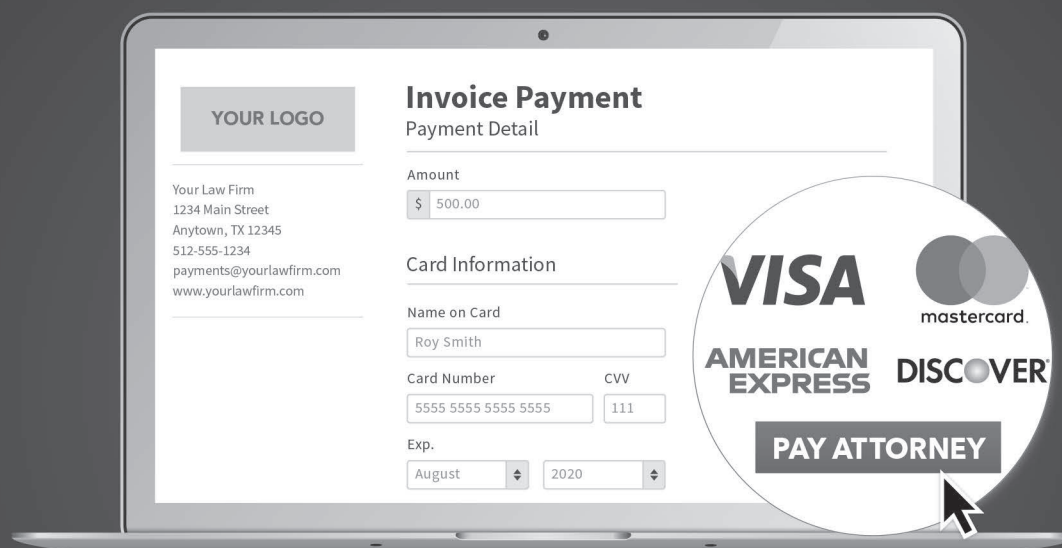 YOUR LOGO
Your Law Firm
1234 Main Street
Anytown, TX 12345
512-555-1234
payments@yourlawfirm.com
www.yourlawfirm.com
Invoice Payment
Payment Detail
Amount
$ 500.00
Card Information
Name on Card
Roy Smith
Card Number CVV
5555 5555 5555 5555 111
Exp.
August 2020
VISA
mastercard.
AMERICAN
EXPRESS
DISCOVER
PAY ATTORNEY